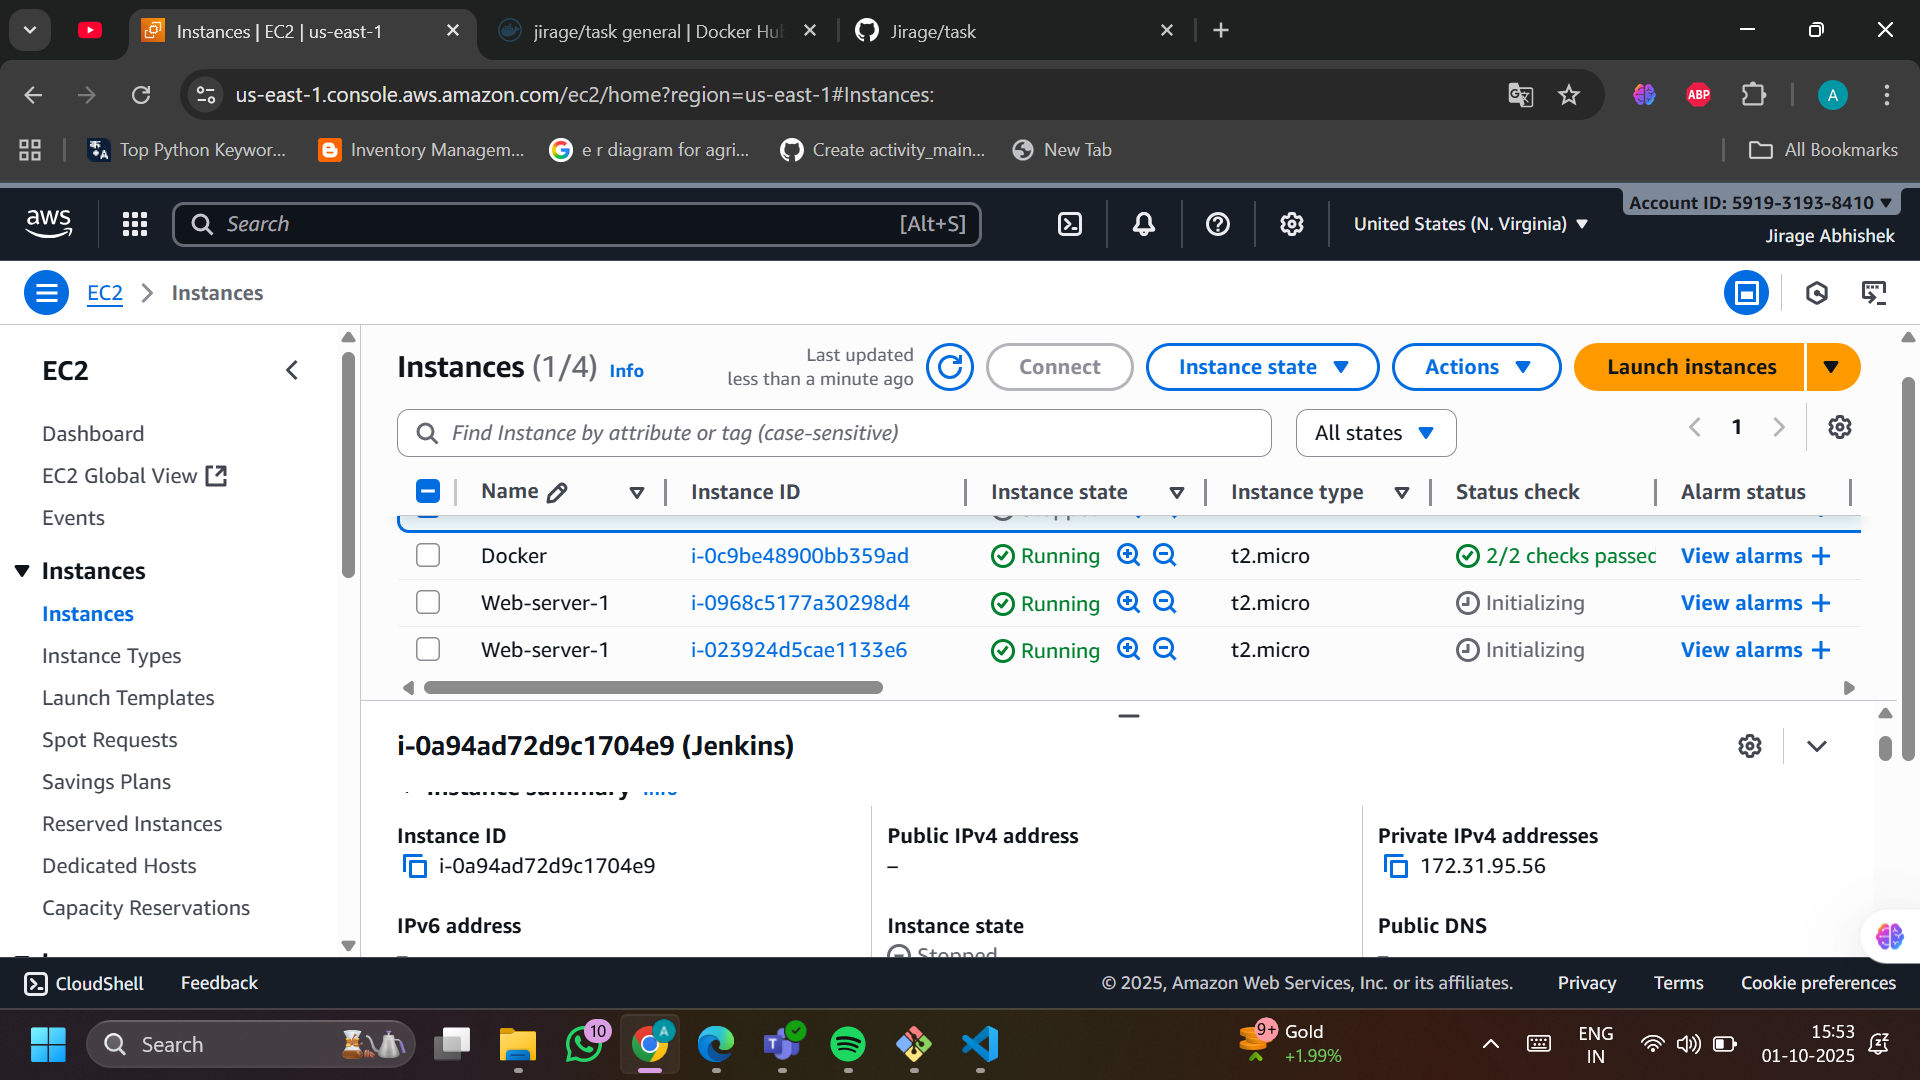 Instances | EC2 | us-east-1
jirage/task general | Docker Hu
Jirage/task
us-east-1.console.aws.amazon.com/ec2/home?region=us-east-1#Instances:
ABP
A
Top Python Keywor...
Inventory Managem...
e r diagram for agri...
Create activity_main...
New Tab
All Bookmarks
aws
Search
[Alt+S]
United States (N. Virginia)
Account ID: 5919-3193-8410
Jirage Abhishek
EC2
Instances
EC2
Dashboard
EC2 Global View
Events
Instances
Instances
Instance Types
Launch Templates
Spot Requests
Savings Plans
Reserved Instances
Dedicated Hosts
Capacity Reservations
Instances (1/4) Info
Last updated
less than a minute ago
Connect
Instance state
Actions
Launch instances
Find Instance by attribute or tag (case-sensitive)
All states
1
Name Instance ID Instance state Instance type Status check Alarm status
Docker i-0c9be48900bb359ad Running t2.micro 2/2 checks passed View alarms
Web-server-1 i-0968c5177a30298d4 Running t2.micro Initializing View alarms
Web-server-1 i-023924d5cae1133e6 Running t2.micro Initializing View alarms
i-0a94ad72d9c1704e9 (Jenkins)
Instance summary Info
Instance ID
i-0a94ad72d9c1704e9
Public IPv4 address
–
Private IPv4 addresses
172.31.95.56
IPv6 address
Instance state
Stopped
Public DNS
CloudShell
Feedback
© 2025, Amazon Web Services, Inc. or its affiliates.
Privacy
Terms
Cookie preferences
Search
10
A
9+
Gold
+1.99%
ENG
IN
15:53
01-10-2025